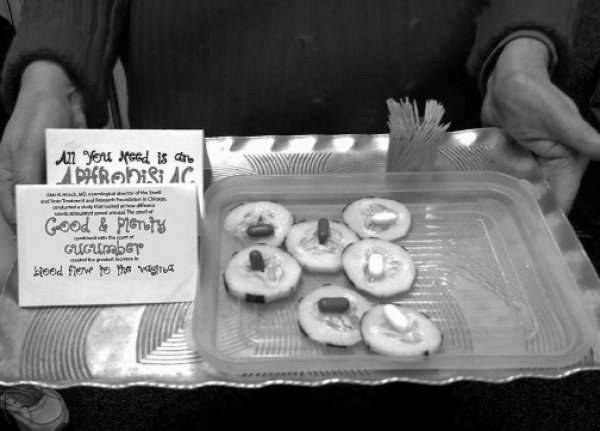 All You Need is an
APHRODISIAC
Alan R. Hirsch, MD, neurological director of the Smell
and Taste Treatment and Research Foundation in Chicago,
conducted a study that looked at how different
smells stimulated sexual arousal. The smell of
Good & Plenty
combined with the scent of
cucumber
created the greatest increase in
blood flow to the vagina